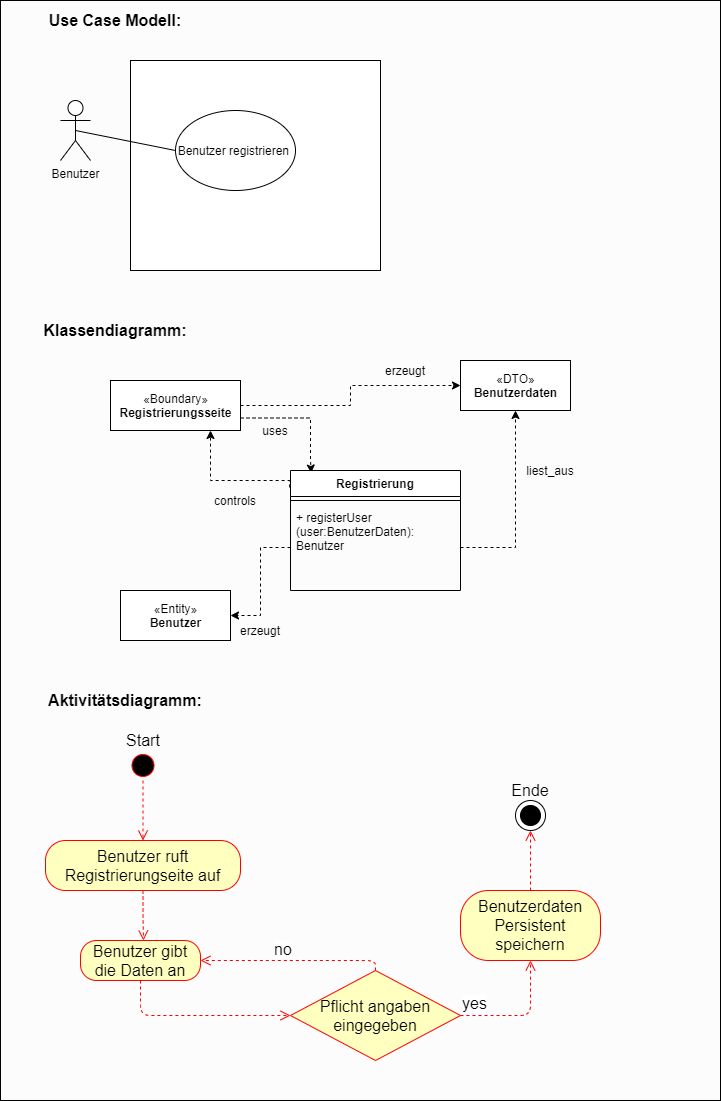 Use Case Modell:
Benutzer registrieren
Benutzer
Klassendiagramm:
erzeugt
«Boundary»
Registrierungsseite
«DTO»
Benutzerdaten
uses
liest_aus
controls
Registrierung
+ registerUser
(user:BenutzerDaten):
Benutzer
«Entity»
Benutzer
erzeugt
Aktivitätsdiagramm:
Start
Benutzer ruft
Registrierungseite auf
Benutzer gibt
die Daten an
no
Pflicht angaben
eingegeben
yes
Benutzerdaten
Persistent
speichern
Ende